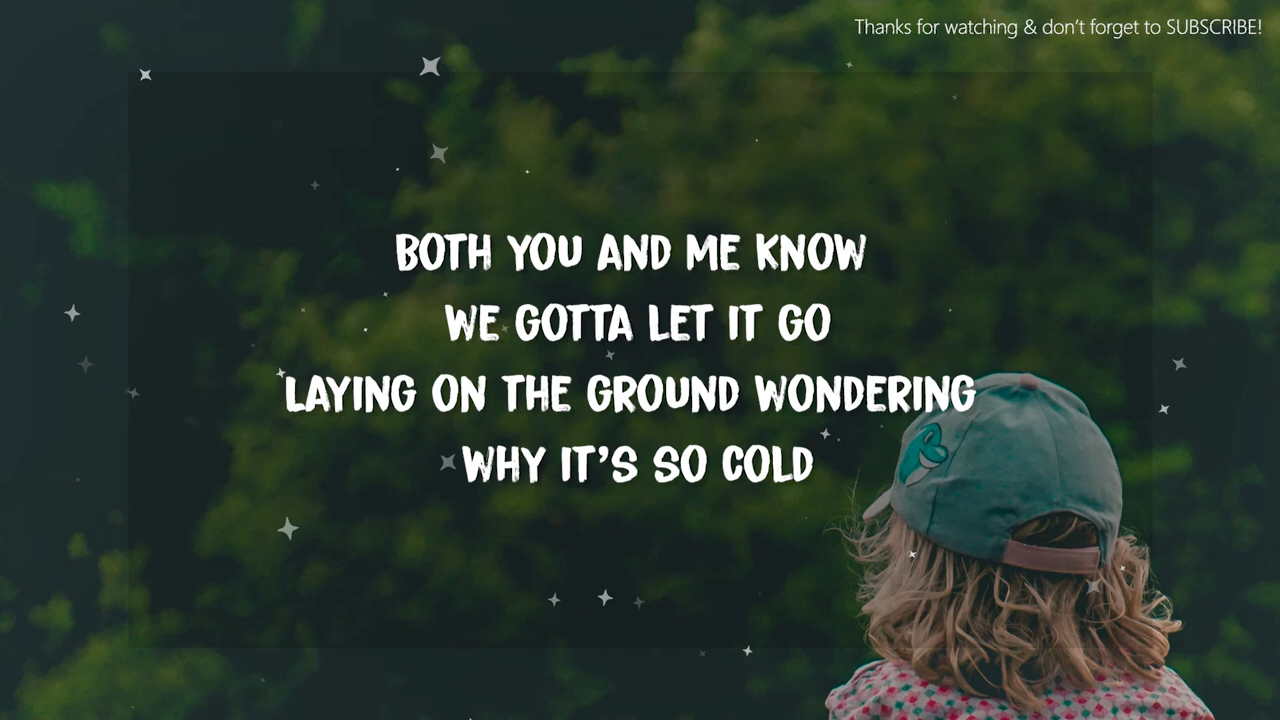 Thanks for watching & don't forget to SUBSCRIBE!
BOTH YOU AND ME KNOW
WE GOTTA LET IT GO
LAYING ON THE GROUND WONDERING
WHY IT'S SO COLD